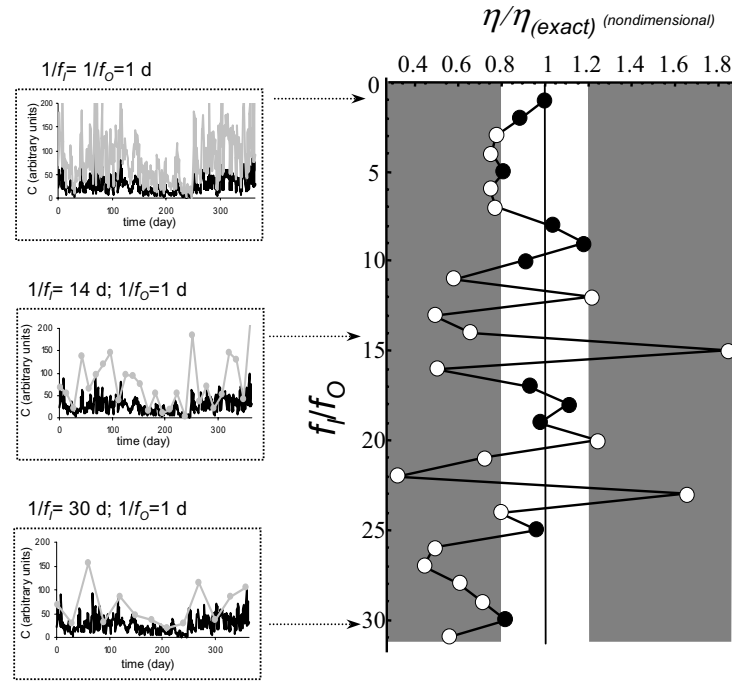 η/η(exact) (nondimensional)
0.4 0.6 0.8 1 1.2 1.4 1.6 1.8
0
5
10
15
20
25
30
fI/fO
1/fI= 1/fO=1 d
C (arbitrary units)
200
150
100
50
0
0 100 200 300
time (day)
1/fI= 14 d; 1/fO=1 d
C (arbitrary units)
200
150
100
50
0
0 100 200 300
time (day)
1/fI= 30 d; 1/fO=1 d
C (arbitrary units)
200
150
100
50
0
0 100 200 300
time (day)